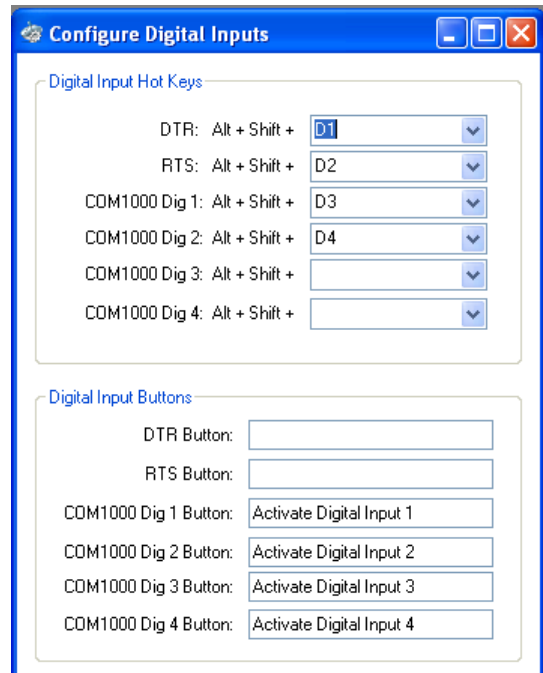 Configure Digital Inputs
Digital Input Hot Keys
DTR: Alt + Shift + D1
RTS: Alt + Shift + D2
COM1000 Dig 1: Alt + Shift + D3
COM1000 Dig 2: Alt + Shift + D4
COM1000 Dig 3: Alt + Shift +
COM1000 Dig 4: Alt + Shift +
Digital Input Buttons
DTR Button:
RTS Button:
COM1000 Dig 1 Button: Activate Digital Input 1
COM1000 Dig 2 Button: Activate Digital Input 2
COM1000 Dig 3 Button: Activate Digital Input 3
COM1000 Dig 4 Button: Activate Digital Input 4